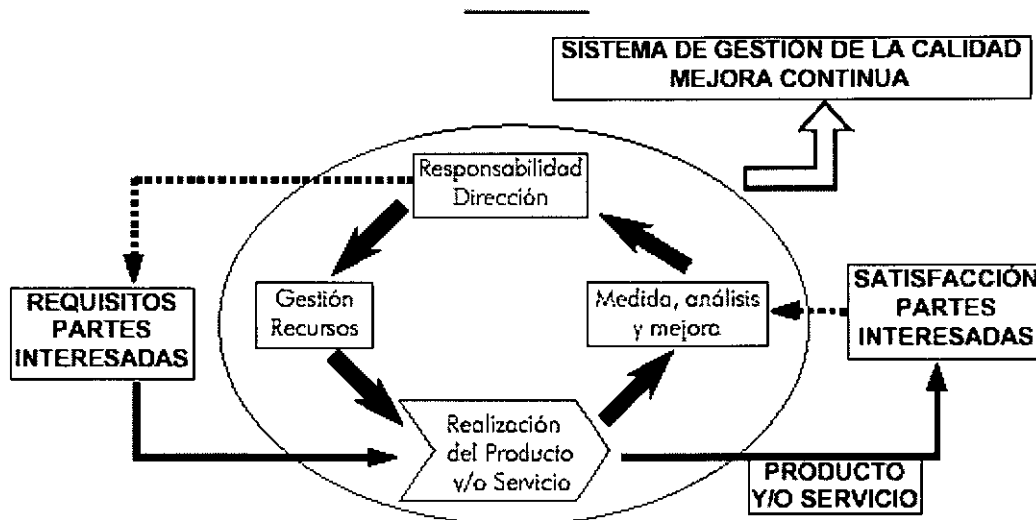 SISTEMA DE GESTIÓN DE LA CALIDAD
MEJORA CONTINUA
Responsabilidad
Dirección
REQUISITOS
PARTES
INTERESADAS
Gestión
Recursos
Medida, análisis
y mejora
SATISFACCIÓN
PARTES
INTERESADAS
Realización
del Producto
y/o Servicio
PRODUCTO
Y/O SERVICIO